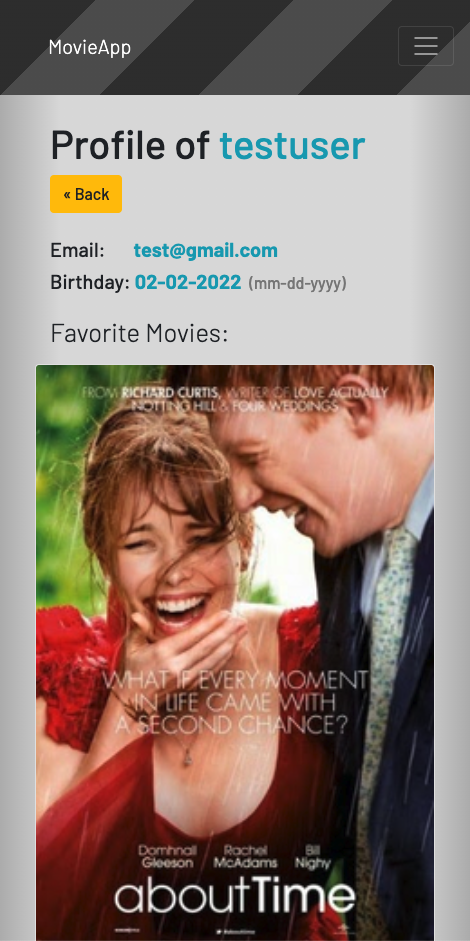 MovieApp
Profile of testuser
« Back
Email: test@gmail.com
Birthday: 02-02-2022 (mm-dd-yyyy)
Favorite Movies:
FROM RICHARD CURTIS, WRITER OF LOVE ACTUALLY
NOTTING HILL & FOUR WEDDINGS
WHAT IF EVERY MOMENT
IN LIFE CAME WITH
A SECOND CHANCE?
Domhnall Rachel Bill
Gleeson McAdams Nighy
aboutTime
#abouttime